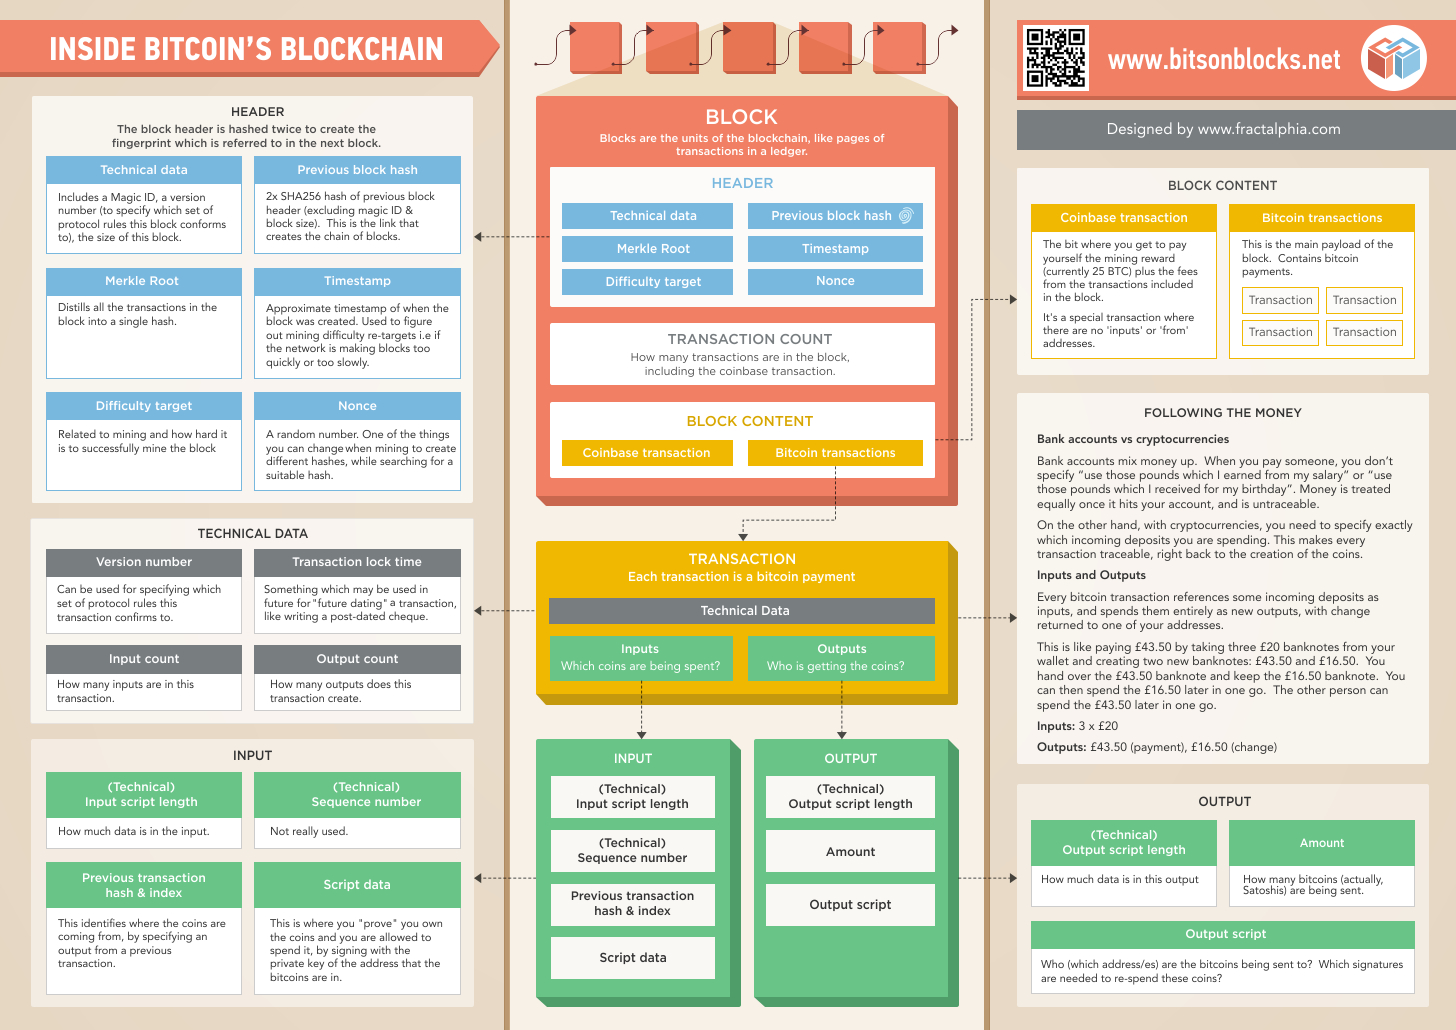 INSIDE BITCOIN'S BLOCKCHAIN
HEADER
The block header is hashed twice to create the
fingerprint which is referred to in the next block.
Technical data
Includes a Magic ID, a version
number (to specify which set of
protocol rules this block conforms
to), the size of this block.
Previous block hash
2x SHA256 hash of previous block
header (excluding magic ID &
block size).  This is the link that
creates the chain of blocks.
Merkle Root
Distills all the transactions in the
block into a single hash.
Timestamp
Approximate timestamp of when the
block was created. Used to figure
out mining difficulty re-targets i.e if
the network is making blocks too
quickly or too slowly.
Difficulty target
Related to mining and how hard it
is to successfully mine the block
Nonce
A random number. One of the things
you can change when mining to create
different hashes, while searching for a
suitable hash.
TECHNICAL DATA
Version number
Can be used for specifying which
set of protocol rules this
transaction confirms to.
Transaction lock time
Something which may be used in
future for "future dating" a transaction,
like writing a post-dated cheque.
Input count
How many inputs are in this
transaction.
Output count
How many outputs does this
transaction create.
INPUT
(Technical)
Input script length
How much data is in the input.
(Technical)
Sequence number
Not really used.
Previous transaction
hash & index
This identifies where the coins are
coming from, by specifying an
output from a previous
transaction.
Script data
This is where you "prove" you own
the coins and you are allowed to
spend it, by signing with the
private key of the address that the
bitcoins are in.
BLOCK
Blocks are the units of the blockchain, like pages of
transactions in a ledger.
HEADER
Technical data
Previous block hash
Merkle Root
Timestamp
Difficulty target
Nonce
TRANSACTION COUNT
How many transactions are in the block,
including the coinbase transaction.
BLOCK CONTENT
Coinbase transaction
Bitcoin transactions
TRANSACTION
Each transaction is a bitcoin payment
Technical Data
Inputs
Which coins are being spent?
Outputs
Who is getting the coins?
INPUT
(Technical)
Input script length
(Technical)
Sequence number
Previous transaction
hash & index
Script data
OUTPUT
(Technical)
Output script length
Amount
Output script
www.bitsonblocks.net
Designed by www.fractalphia.com
BLOCK CONTENT
Coinbase transaction
The bit where you get to pay
yourself the mining reward
(currently 25 BTC) plus the fees
from the transactions included
in the block.
It's a special transaction where
there are no 'inputs' or 'from'
addresses.
Bitcoin transactions
This is the main payload of the
block.  Contains bitcoin
payments.
Transaction
Transaction
Transaction
Transaction
FOLLOWING THE MONEY
Bank accounts vs cryptocurrencies
Bank accounts mix money up.  When you pay someone, you don't
specify "use those pounds which I earned from my salary" or "use
those pounds which I received for my birthday". Money is treated
equally once it hits your account, and is untraceable.
On the other hand, with cryptocurrencies, you need to specify exactly
which incoming deposits you are spending. This makes every
transaction traceable, right back to the creation of the coins.
Inputs and Outputs
Every bitcoin transaction references some incoming deposits as
inputs, and spends them entirely as new outputs, with change
returned to one of your addresses.
This is like paying £43.50 by taking three £20 banknotes from your
wallet and creating two new banknotes: £43.50 and £16.50.  You
hand over the £43.50 banknote and keep the £16.50 banknote.  You
can then spend the £16.50 later in one go.  The other person can
spend the £43.50 later in one go.
Inputs: 3 x £20
Outputs: £43.50 (payment), £16.50 (change)
OUTPUT
(Technical)
Output script length
How much data is in this output
Amount
How many bitcoins (actually,
Satoshis) are being sent.
Output script
Who (which address/es) are the bitcoins being sent to?  Which signatures
are needed to re-spend these coins?